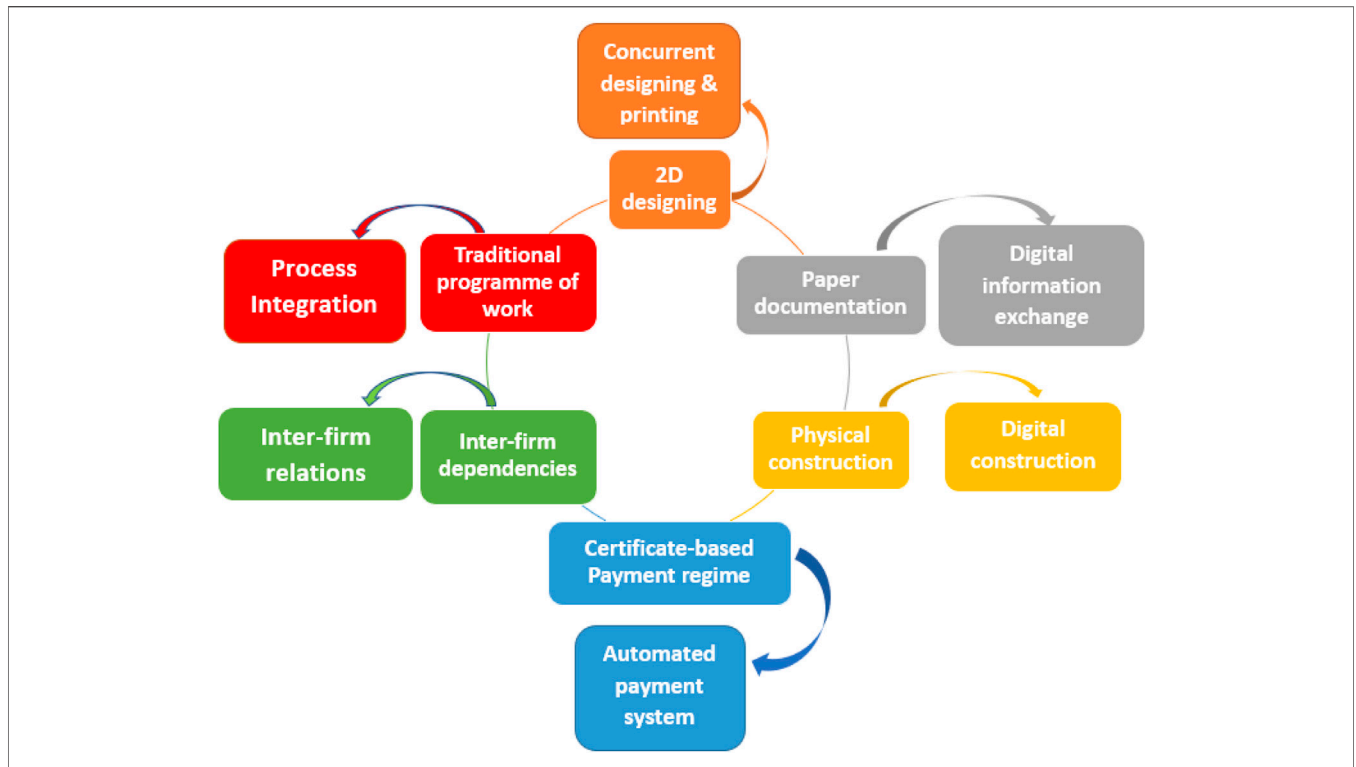 Concurrent
designing &
printing
2D
designing
Process
Integration
Traditional
programme of
work
Paper
documentation
Digital
information
exchange
Inter-firm
relations
Inter-firm
dependencies
Physical
construction
Digital
construction
Certificate-based
Payment regime
Automated
payment
system